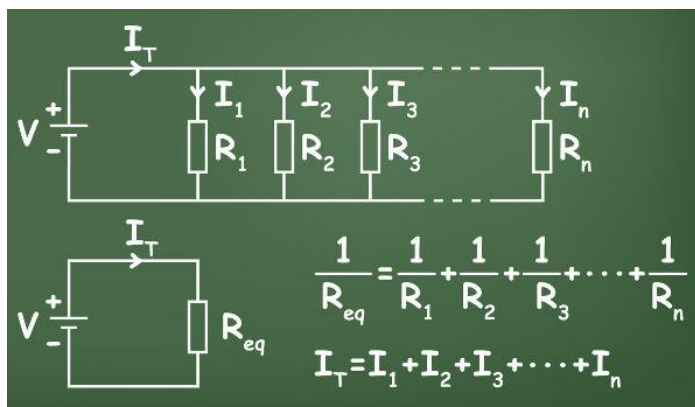 I_T
I_1 I_2 I_3 I_n
+
V
-
R_1 R_2 R_3 R_n
I_T
+
V
-
R_eq
1/R_eq = 1/R_1 + 1/R_2 + 1/R_3 + ··· + 1/R_n
I_T = I_1 + I_2 + I_3 + ··· + I_n